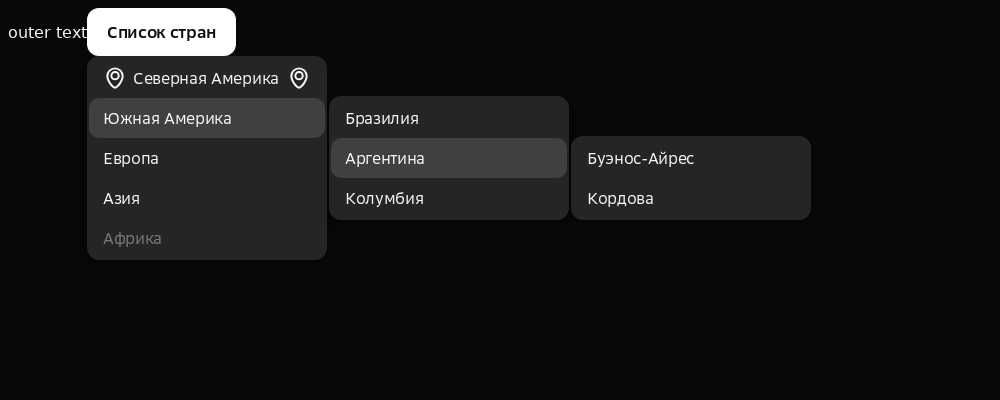 outer text Список стран
Северная Америка
Южная Америка
Европа
Азия
Африка
Бразилия
Аргентина
Колумбия
Буэнос-Айрес
Кордова